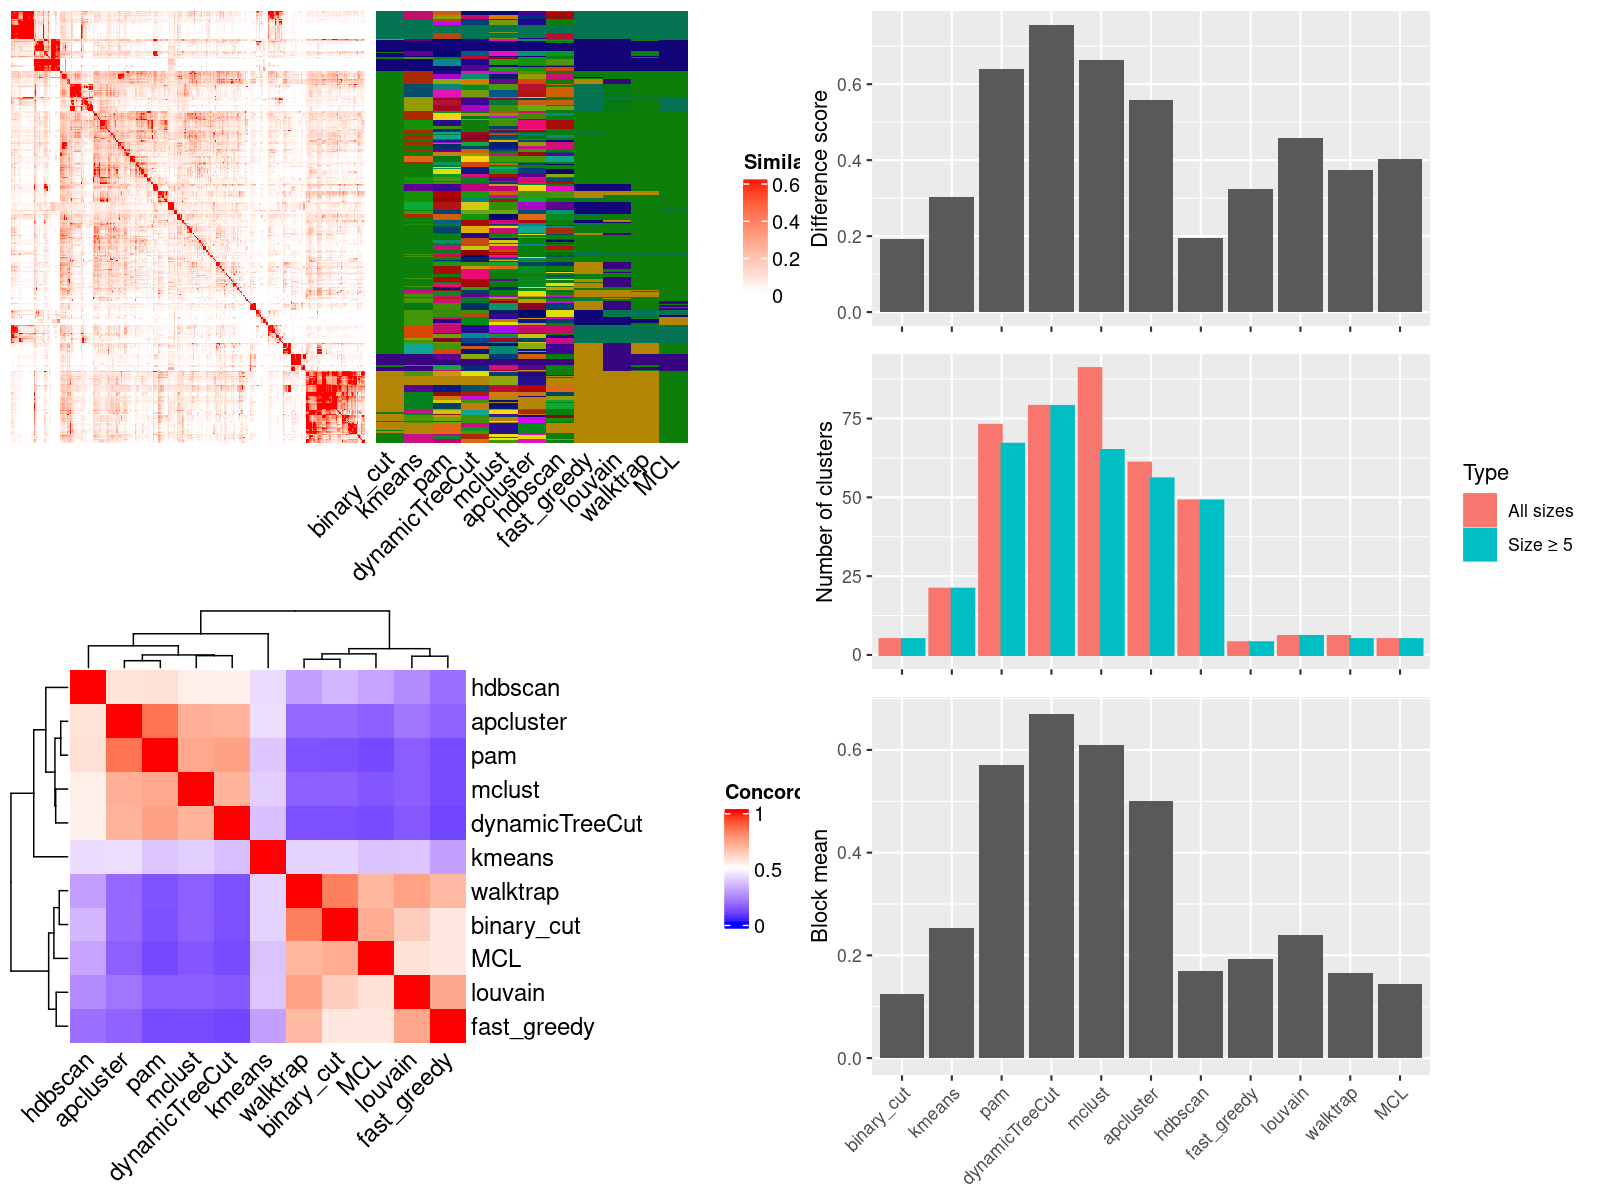 Simila
0.6
0.4
0.2
0
binary_cut
kmeans
pam
dynamicTreeCut
mclust
apcluster
hdbscan
fast_greedy
louvain
walktrap
MCL
Difference score
0.6
0.4
0.2
0.0
Number of clusters
75
50
25
0
Type
All sizes
Size ≥ 5
hdbscan
apcluster
pam
mclust
dynamicTreeCut
kmeans
walktrap
binary_cut
MCL
louvain
fast_greedy
hdbscan
apcluster
pam
mclust
dynamicTreeCut
kmeans
walktrap
binary_cut
MCL
louvain
fast_greedy
Concord
1
0.5
0
Block mean
0.6
0.4
0.2
0.0
binary_cut
kmeans
pam
dynamicTreeCut
mclust
apcluster
hdbscan
fast_greedy
louvain
walktrap
MCL